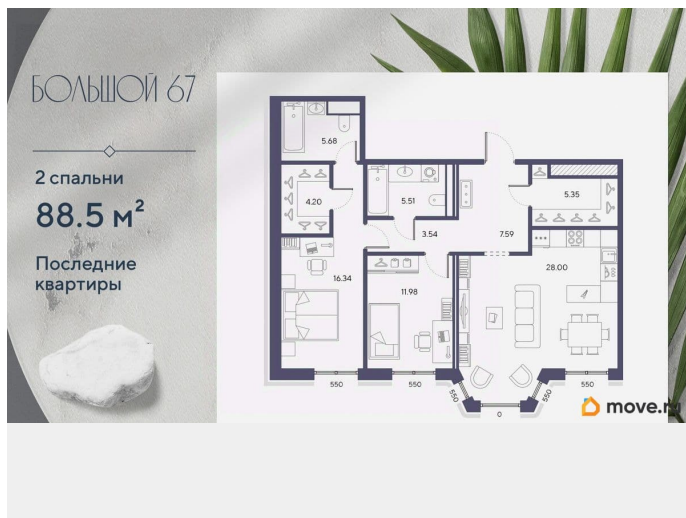 БОЛЬШОЙ 67
2 спальни
88.5 м²
Последние
квартиры
5.68
4.20
5.51
5.35
3.54
7.59
16.34
11.98
28.00
550
550
550
0
550
550
move.ru